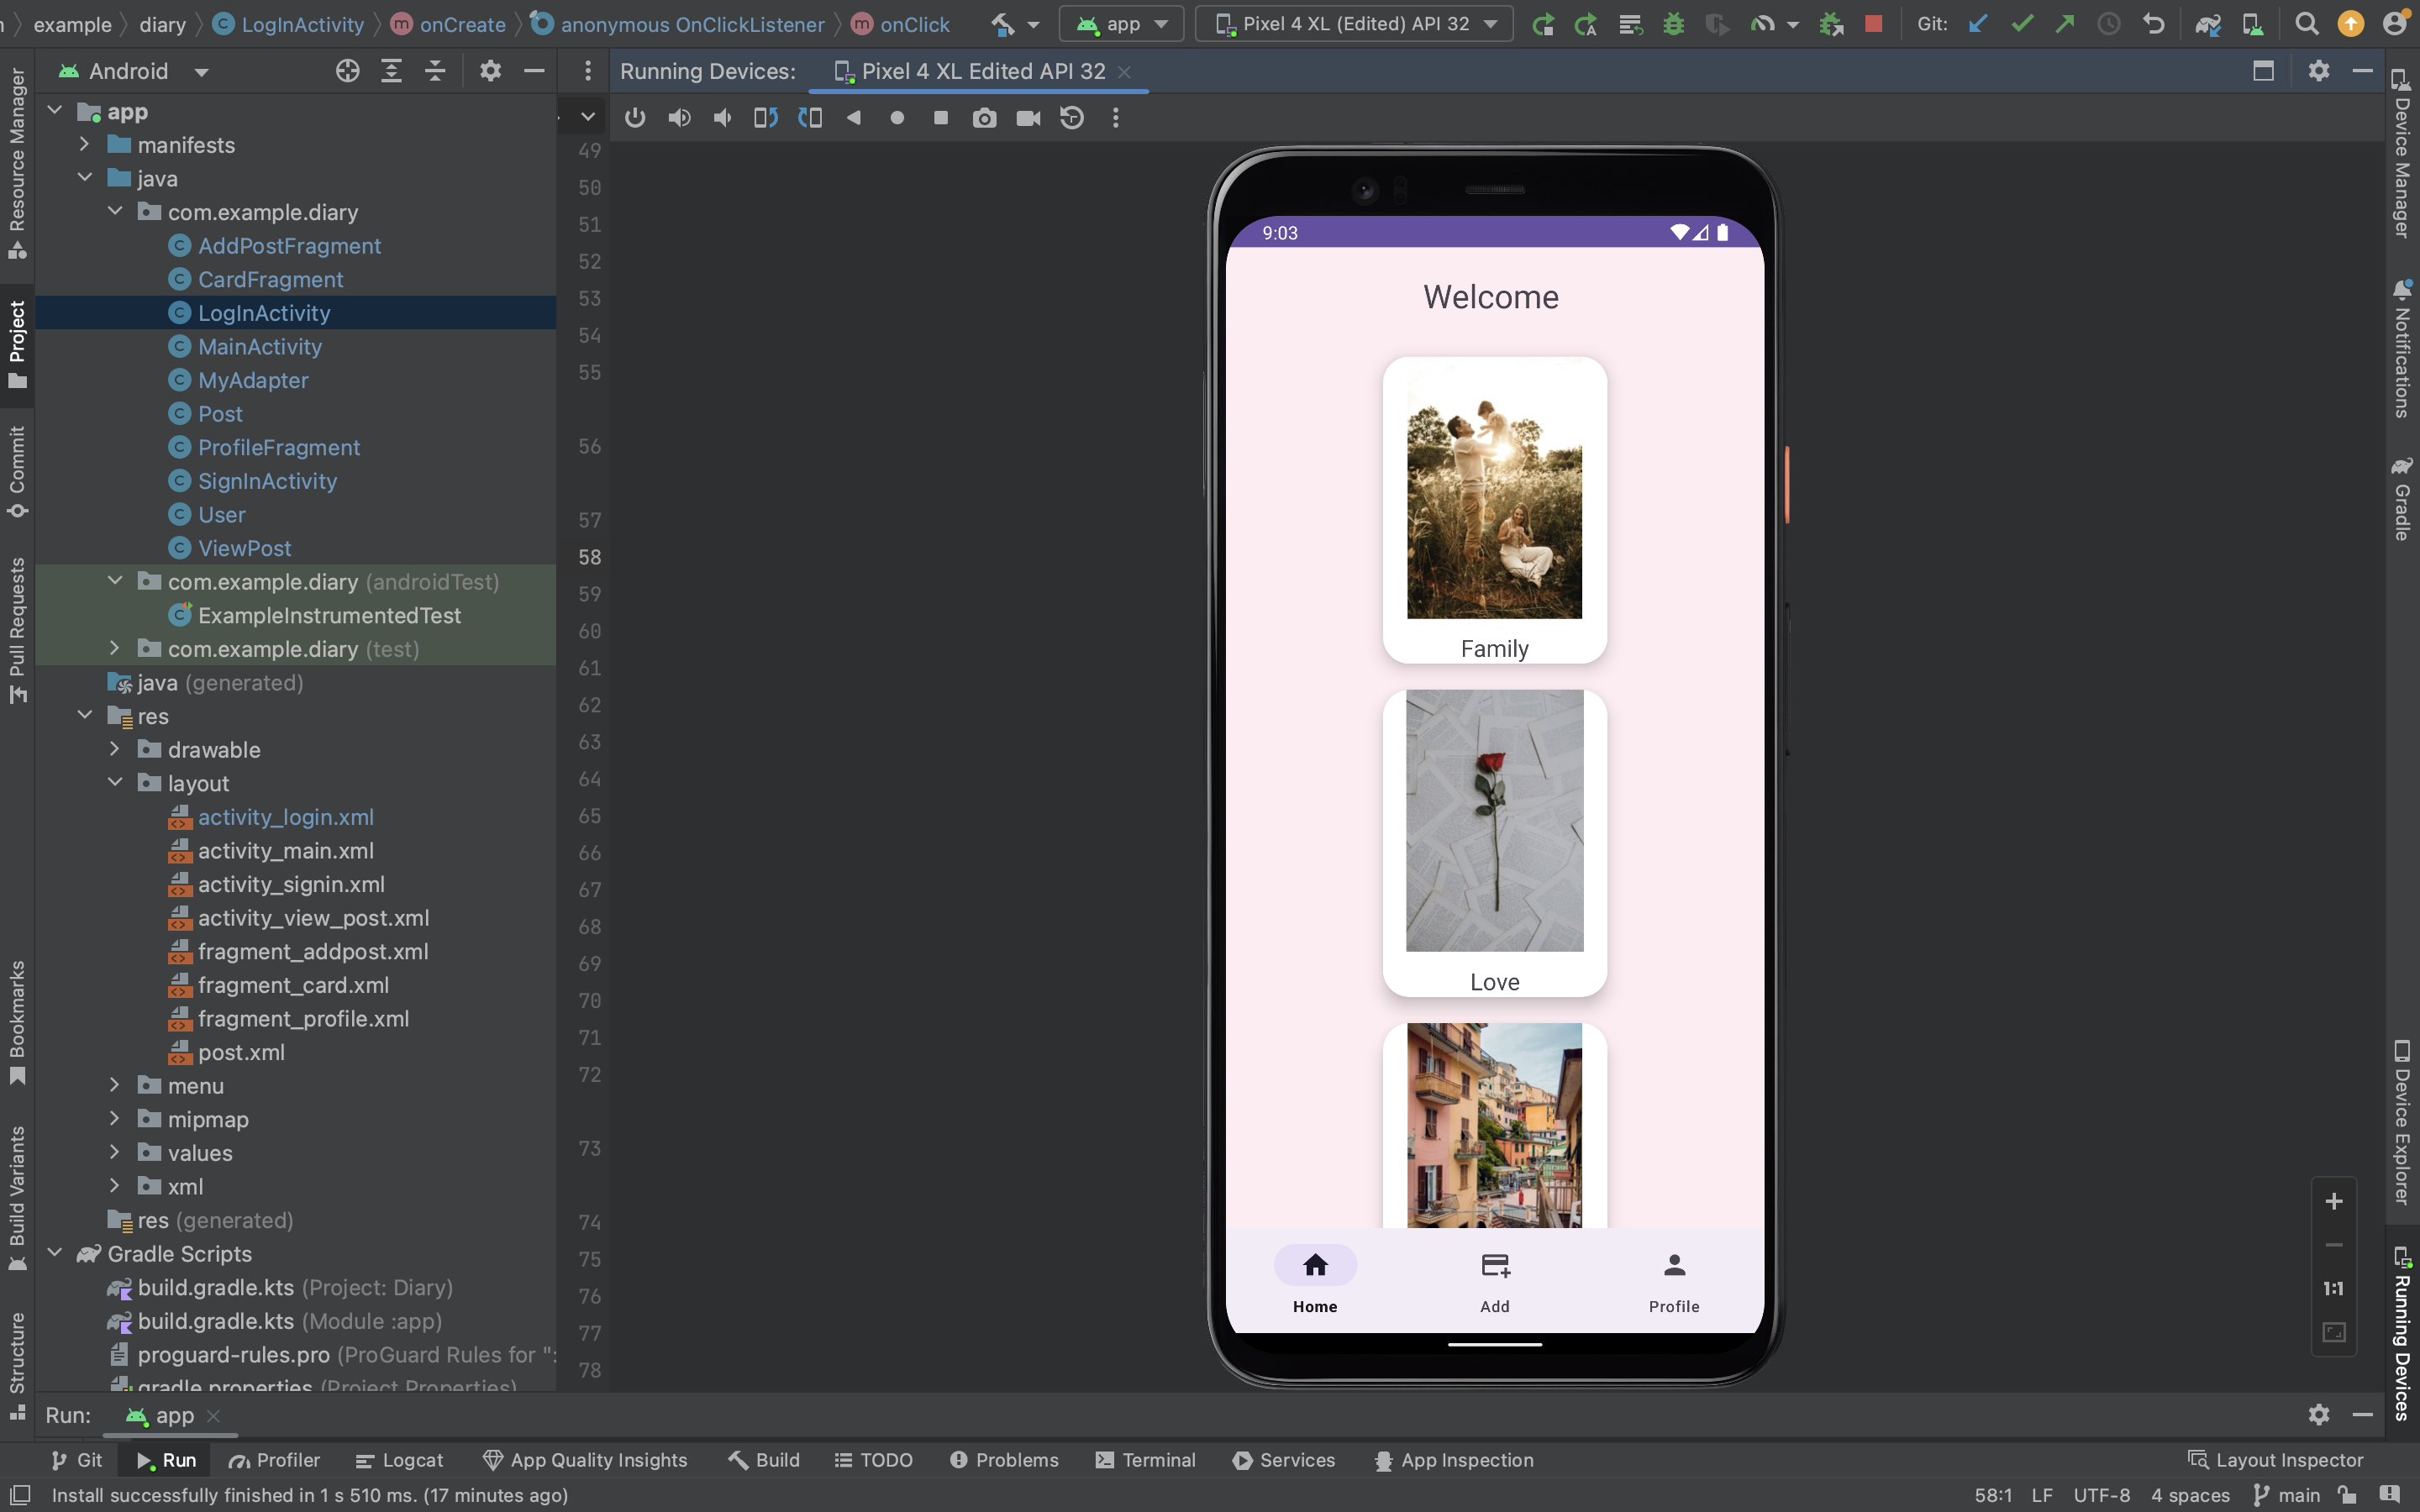 example diary LogInActivity onCreate anonymous OnClickListener onClick app Pixel 4 XL (Edited) API 32 Git:
Android Running Devices: Pixel 4 XL Edited API 32
Resource Manager
Project
Commit
Pull Requests
Bookmarks
Build Variants
Structure
app
manifests
java
com.example.diary
AddPostFragment
CardFragment
LogInActivity
MainActivity
MyAdapter
Post
ProfileFragment
SignInActivity
User
ViewPost
com.example.diary (androidTest)
ExampleInstrumentedTest
com.example.diary (test)
java (generated)
res
drawable
layout
activity_login.xml
activity_main.xml
activity_signin.xml
activity_view_post.xml
fragment_addpost.xml
fragment_card.xml
fragment_profile.xml
post.xml
menu
mipmap
values
xml
res (generated)
Gradle Scripts
build.gradle.kts (Project: Diary)
build.gradle.kts (Module :app)
proguard-rules.pro (ProGuard Rules for ":
gradle.properties (Project Properties)
49
50
51
52
53
54
55
56
57
58
59
60
61
62
63
64
65
66
67
68
69
70
71
72
73
74
75
76
77
78
9:03
Welcome
Family
Love
Home Add Profile
1:1
Device Manager
Notifications
Gradle
Device Explorer
Running Devices
Run: app
Git Run Profiler Logcat App Quality Insights Build TODO Problems Terminal Services App Inspection Layout Inspector
Install successfully finished in 1 s 510 ms. (17 minutes ago) 58:1 LF UTF-8 4 spaces main